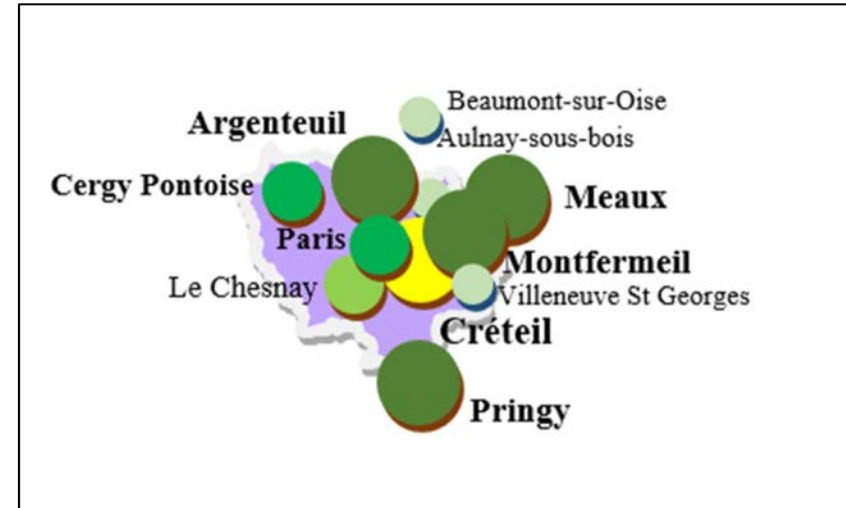 Beaumont-sur-Oise
Argenteuil
Aulnay-sous-bois
Cergy Pontoise
Meaux
Paris
Montfermeil
Le Chesnay
Villeneuve St Georges
Créteil
Pringy